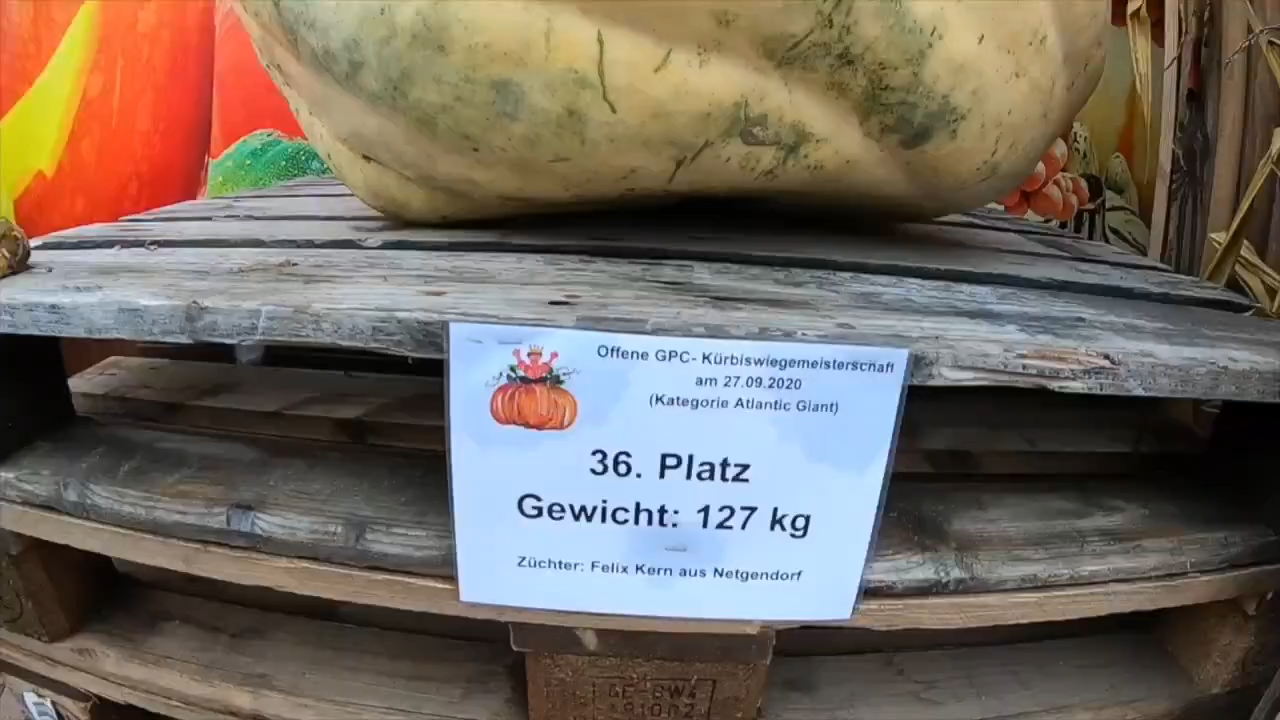 Offene GPC- Kürbiswiegemeisterschaft
am 27.09.2020
(Kategorie Atlantic Giant)
36. Platz
Gewicht: 127 kg
Züchter: Felix Kern aus Netgendorf